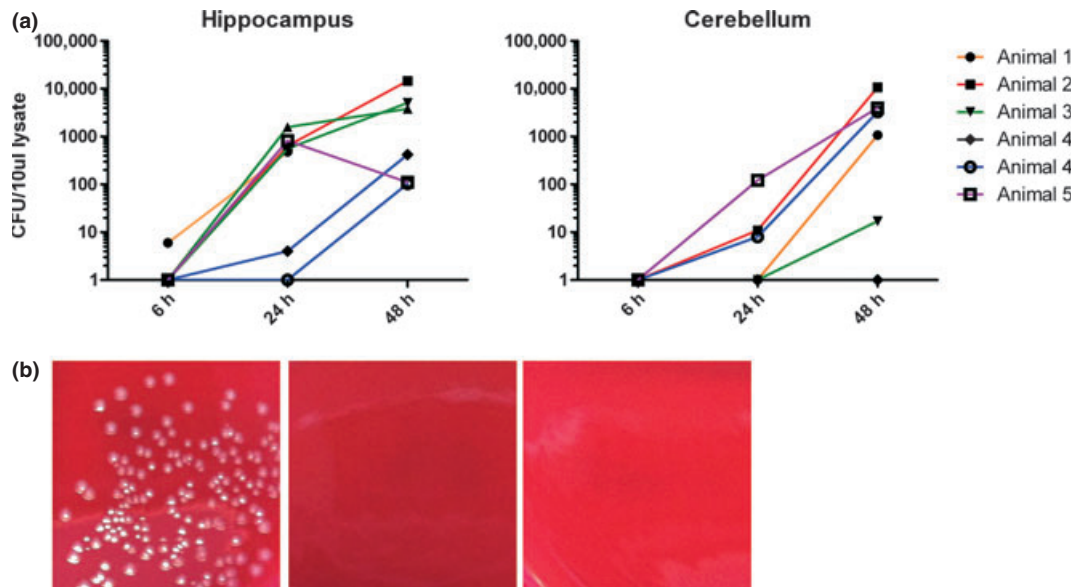 (a)
Hippocampus
Cerebellum
CFU/10ul lysate
100,000
10,000
1000
100
10
1
6 h
24 h
48 h
100,000
10,000
1000
100
10
1
6 h
24 h
48 h
Animal 1
Animal 2
Animal 3
Animal 4
Animal 4
Animal 5
(b)